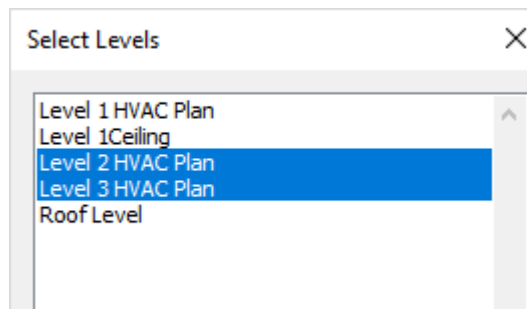 Select Levels
Level 1 HVAC Plan
Level 1Ceiling
Level 2 HVAC Plan
Level 3 HVAC Plan
Roof Level